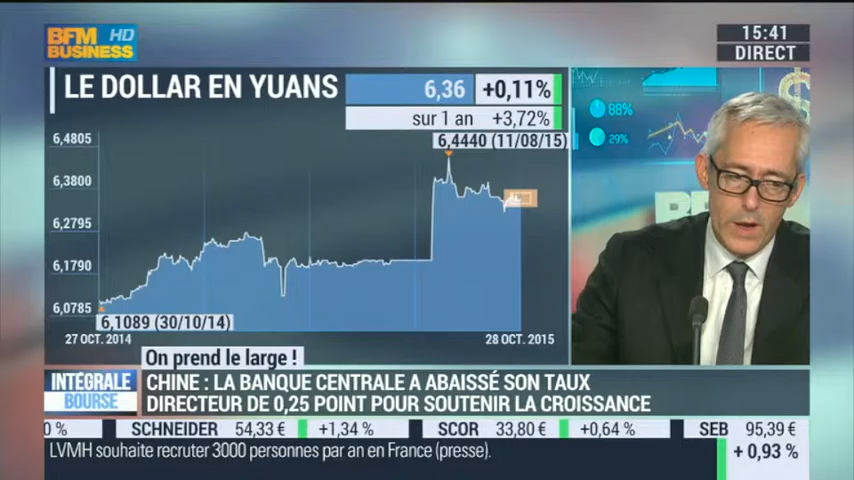 BFM HD
BUSINESS
15:41
DIRECT
LE DOLLAR EN YUANS
6,36
+0,11%
sur 1 an +3,72%
6,4440 (11/08/15)
6,4805
6,3800
6,2795
6,1790
6,0785
6,1089 (30/10/14)
27 OCT. 2014
28 OCT. 2015
88%
29%
On prend le large !
INTÉGRALE
BOURSE
CHINE : LA BANQUE CENTRALE A ABAISSÉ SON TAUX
DIRECTEUR DE 0,25 POINT POUR SOUTENIR LA CROISSANCE
0 % SCHNEIDER 54,33 € +1,34 % SCOR 33,80 € +0,64 % SEB 95,39 €
+ 0,93 %
LVMH souhaite recruter 3000 personnes par an en France (presse).